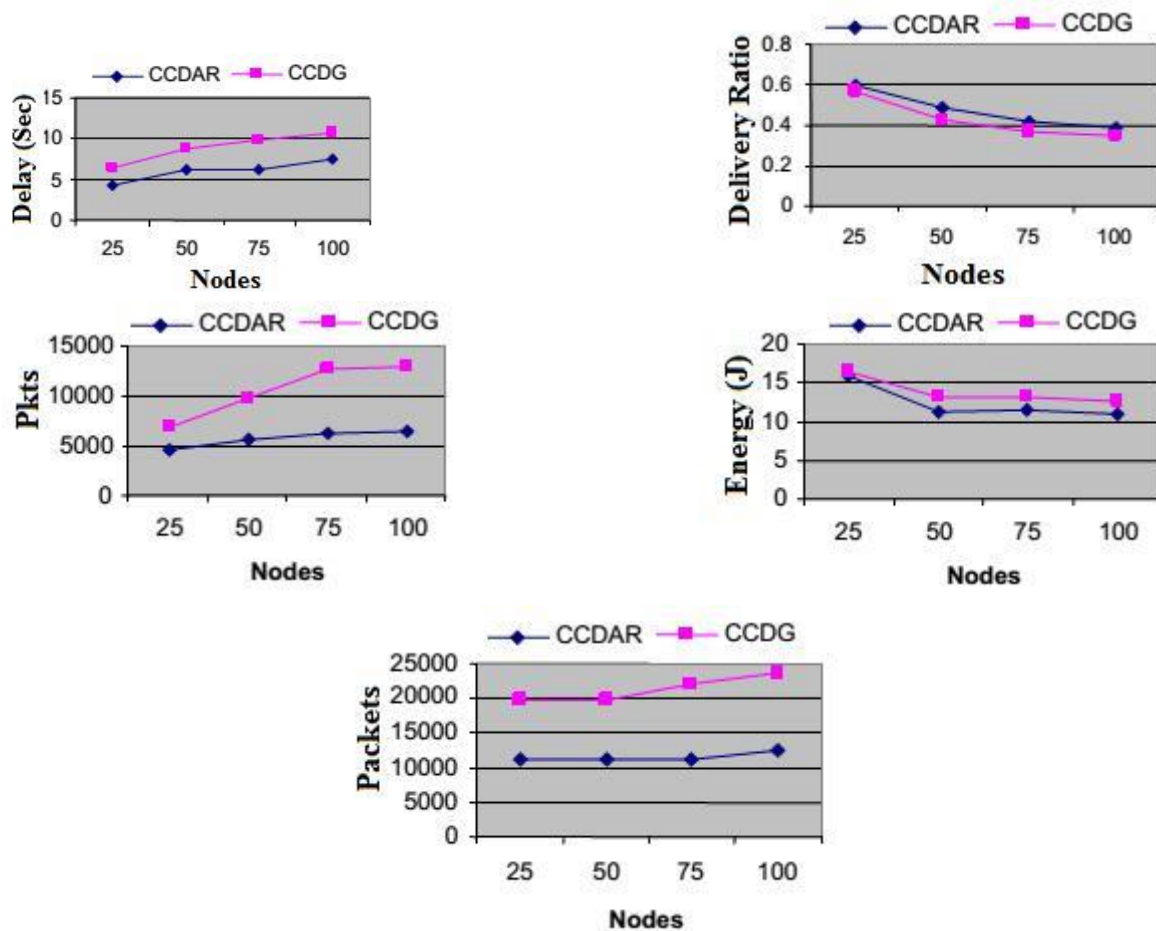 CCDAR CCDG
Delay (Sec)
15
10
5
0
25 50 75 100
Nodes
CCDAR CCDG
Delivery Ratio
0.8
0.6
0.4
0.2
0
25 50 75 100
Nodes
CCDAR CCDG
Pkts
15000
10000
5000
0
25 50 75 100
Nodes
CCDAR CCDG
Energy (J)
20
15
10
5
0
25 50 75 100
Nodes
CCDAR CCDG
Packets
25000
20000
15000
10000
5000
0
25 50 75 100
Nodes